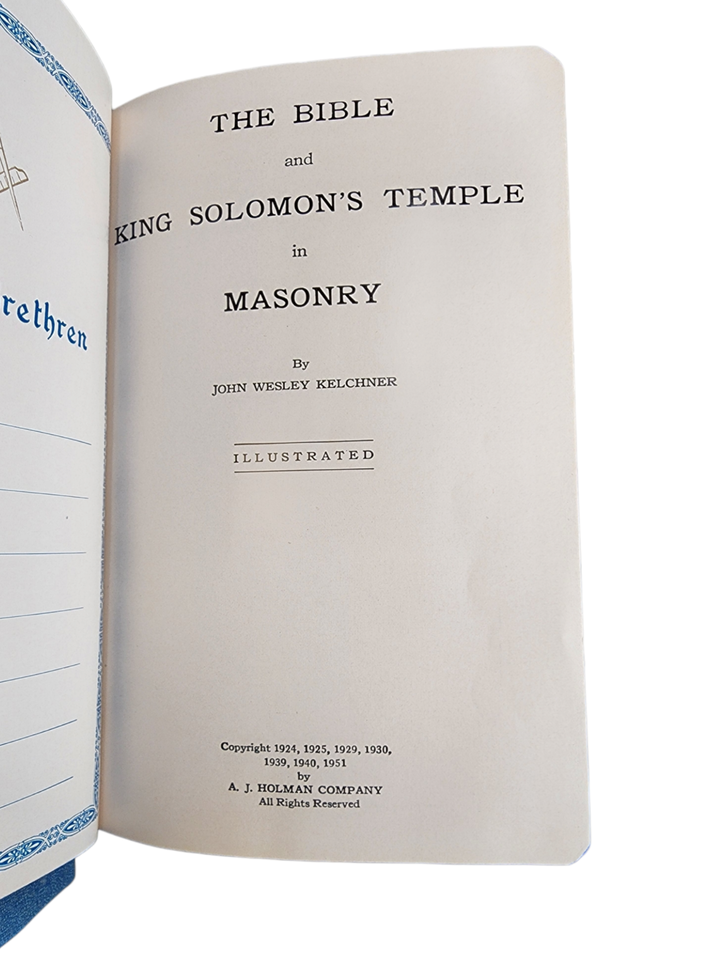 rethren
THE BIBLE
and
KING SOLOMON'S TEMPLE
in
MASONRY
By
JOHN WESLEY KELCHNER
ILLUSTRATED
Copyright 1924, 1925, 1929, 1930,
1939, 1940, 1951
by
A. J. HOLMAN COMPANY
All Rights Reserved